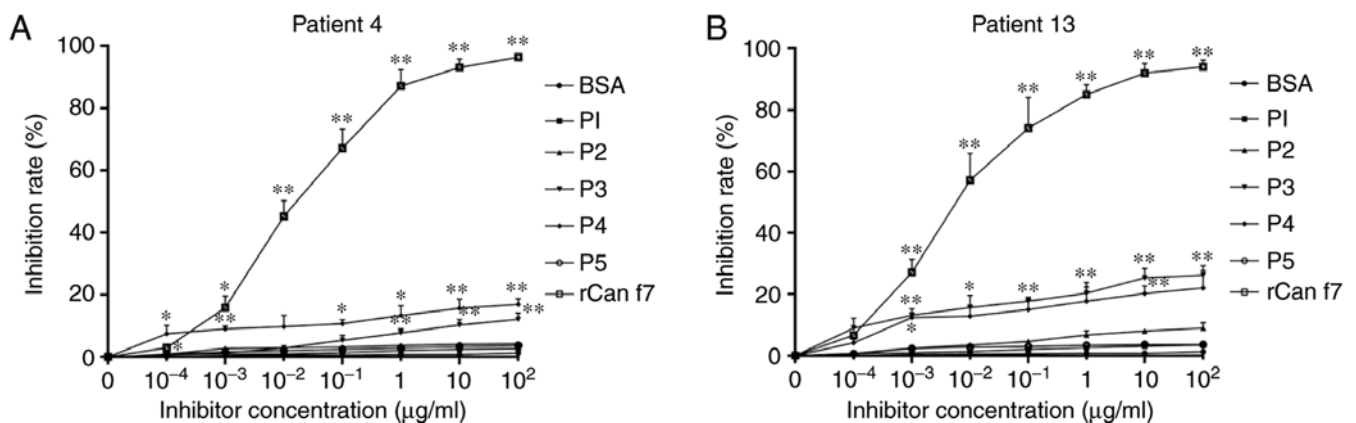 A
Patient 4
Inhibition rate (%)
100
80
60
40
20
0
** ** **
**
**
*
* * * **
** ** ** **
**
*
0 10⁻⁴ 10⁻³ 10⁻² 10⁻¹ 1 10 10²
Inhibitor concentration (μg/ml)
BSA
P1
P2
P3
P4
P5
rCan f7
B
Patient 13
Inhibition rate (%)
100
80
60
40
20
0
** ** **
**
**
**
** ** **
* ** **
**
*
0 10⁻⁴ 10⁻³ 10⁻² 10⁻¹ 1 10 10²
Inhibitor concentration (μg/ml)
BSA
P1
P2
P3
P4
P5
rCan f7